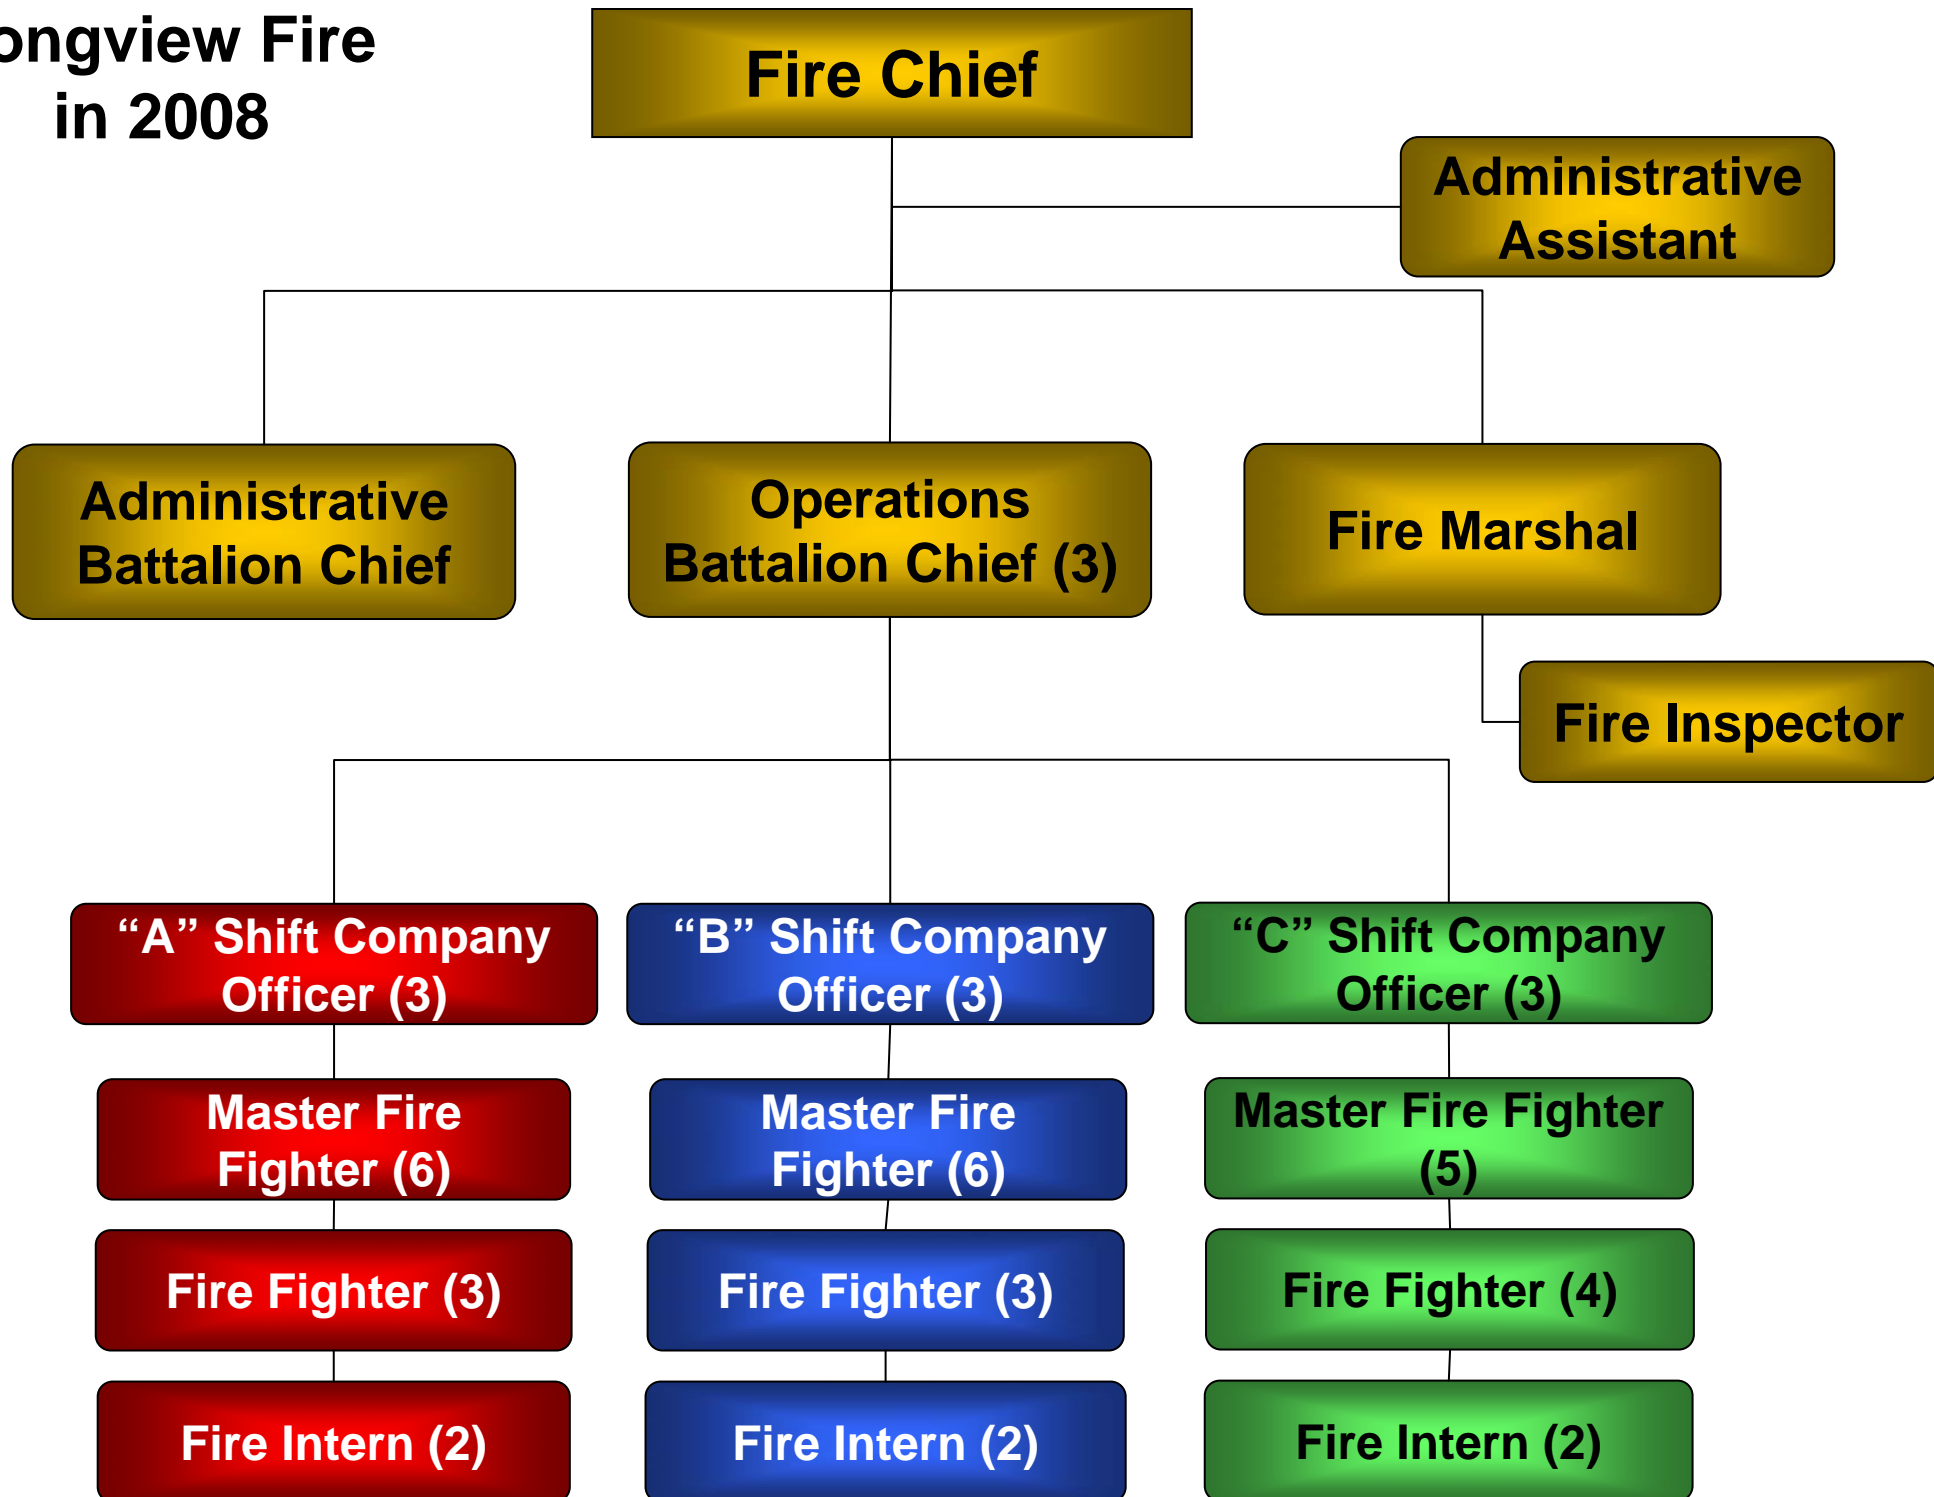 ongview Fire
in 2008
Fire Chief
Administrative
Assistant
Administrative
Battalion Chief
Operations
Battalion Chief (3)
Fire Marshal
Fire Inspector
“A” Shift Company
Officer (3)
“B” Shift Company
Officer (3)
“C” Shift Company
Officer (3)
Master Fire
Fighter (6)
Master Fire
Fighter (6)
Master Fire Fighter
(5)
Fire Fighter (3)
Fire Fighter (3)
Fire Fighter (4)
Fire Intern (2)
Fire Intern (2)
Fire Intern (2)